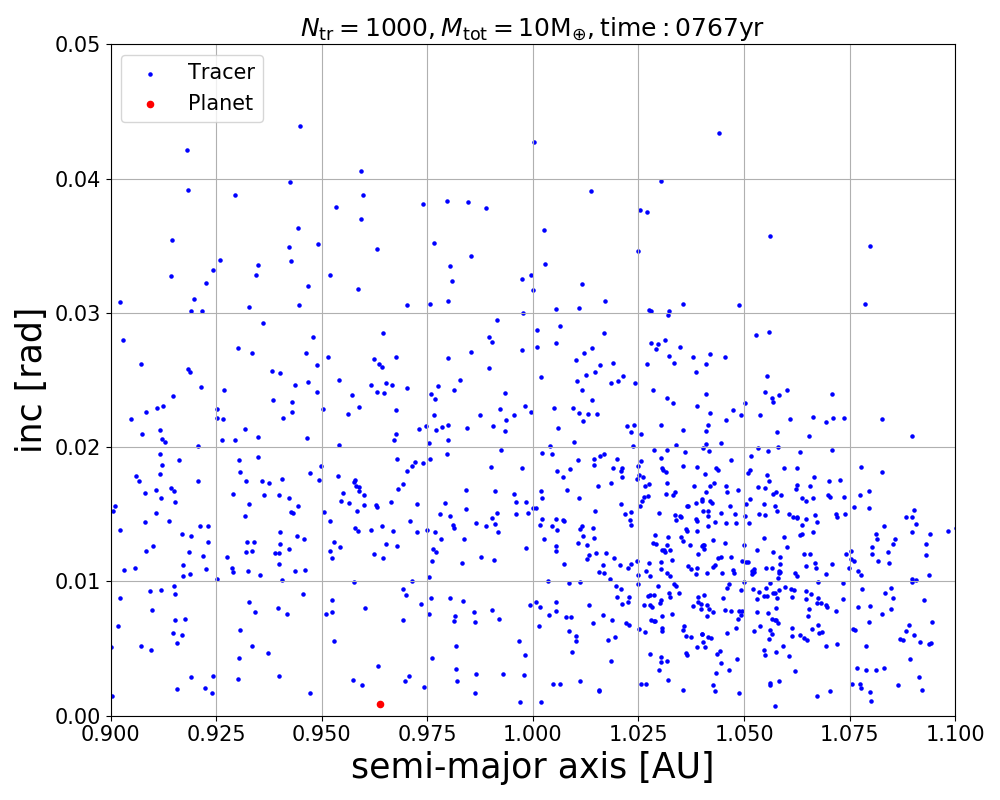 N_tr = 1000, M_tot = 10M_⊕, time : 0767yr
Tracer
Planet
inc [rad]
0.05
0.04
0.03
0.02
0.01
0.00
0.900 0.925 0.950 0.975 1.000 1.025 1.050 1.075 1.100
semi-major axis [AU]